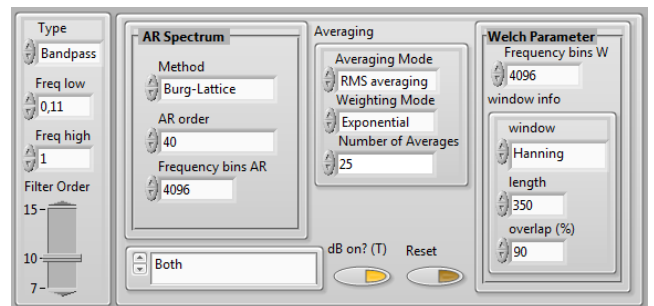 Type
Bandpass
Freq low
0,11
Freq high
1
Filter Order
15-
10-
7-
AR Spectrum
Method
Burg-Lattice
AR order
40
Frequency bins AR
4096
Both
Averaging
Averaging Mode
RMS averaging
Weighting Mode
Exponential
Number of Averages
25
dB on? (T)
Reset
Welch Parameter
Frequency bins W
4096
window info
window
Hanning
length
350
overlap (%)
90